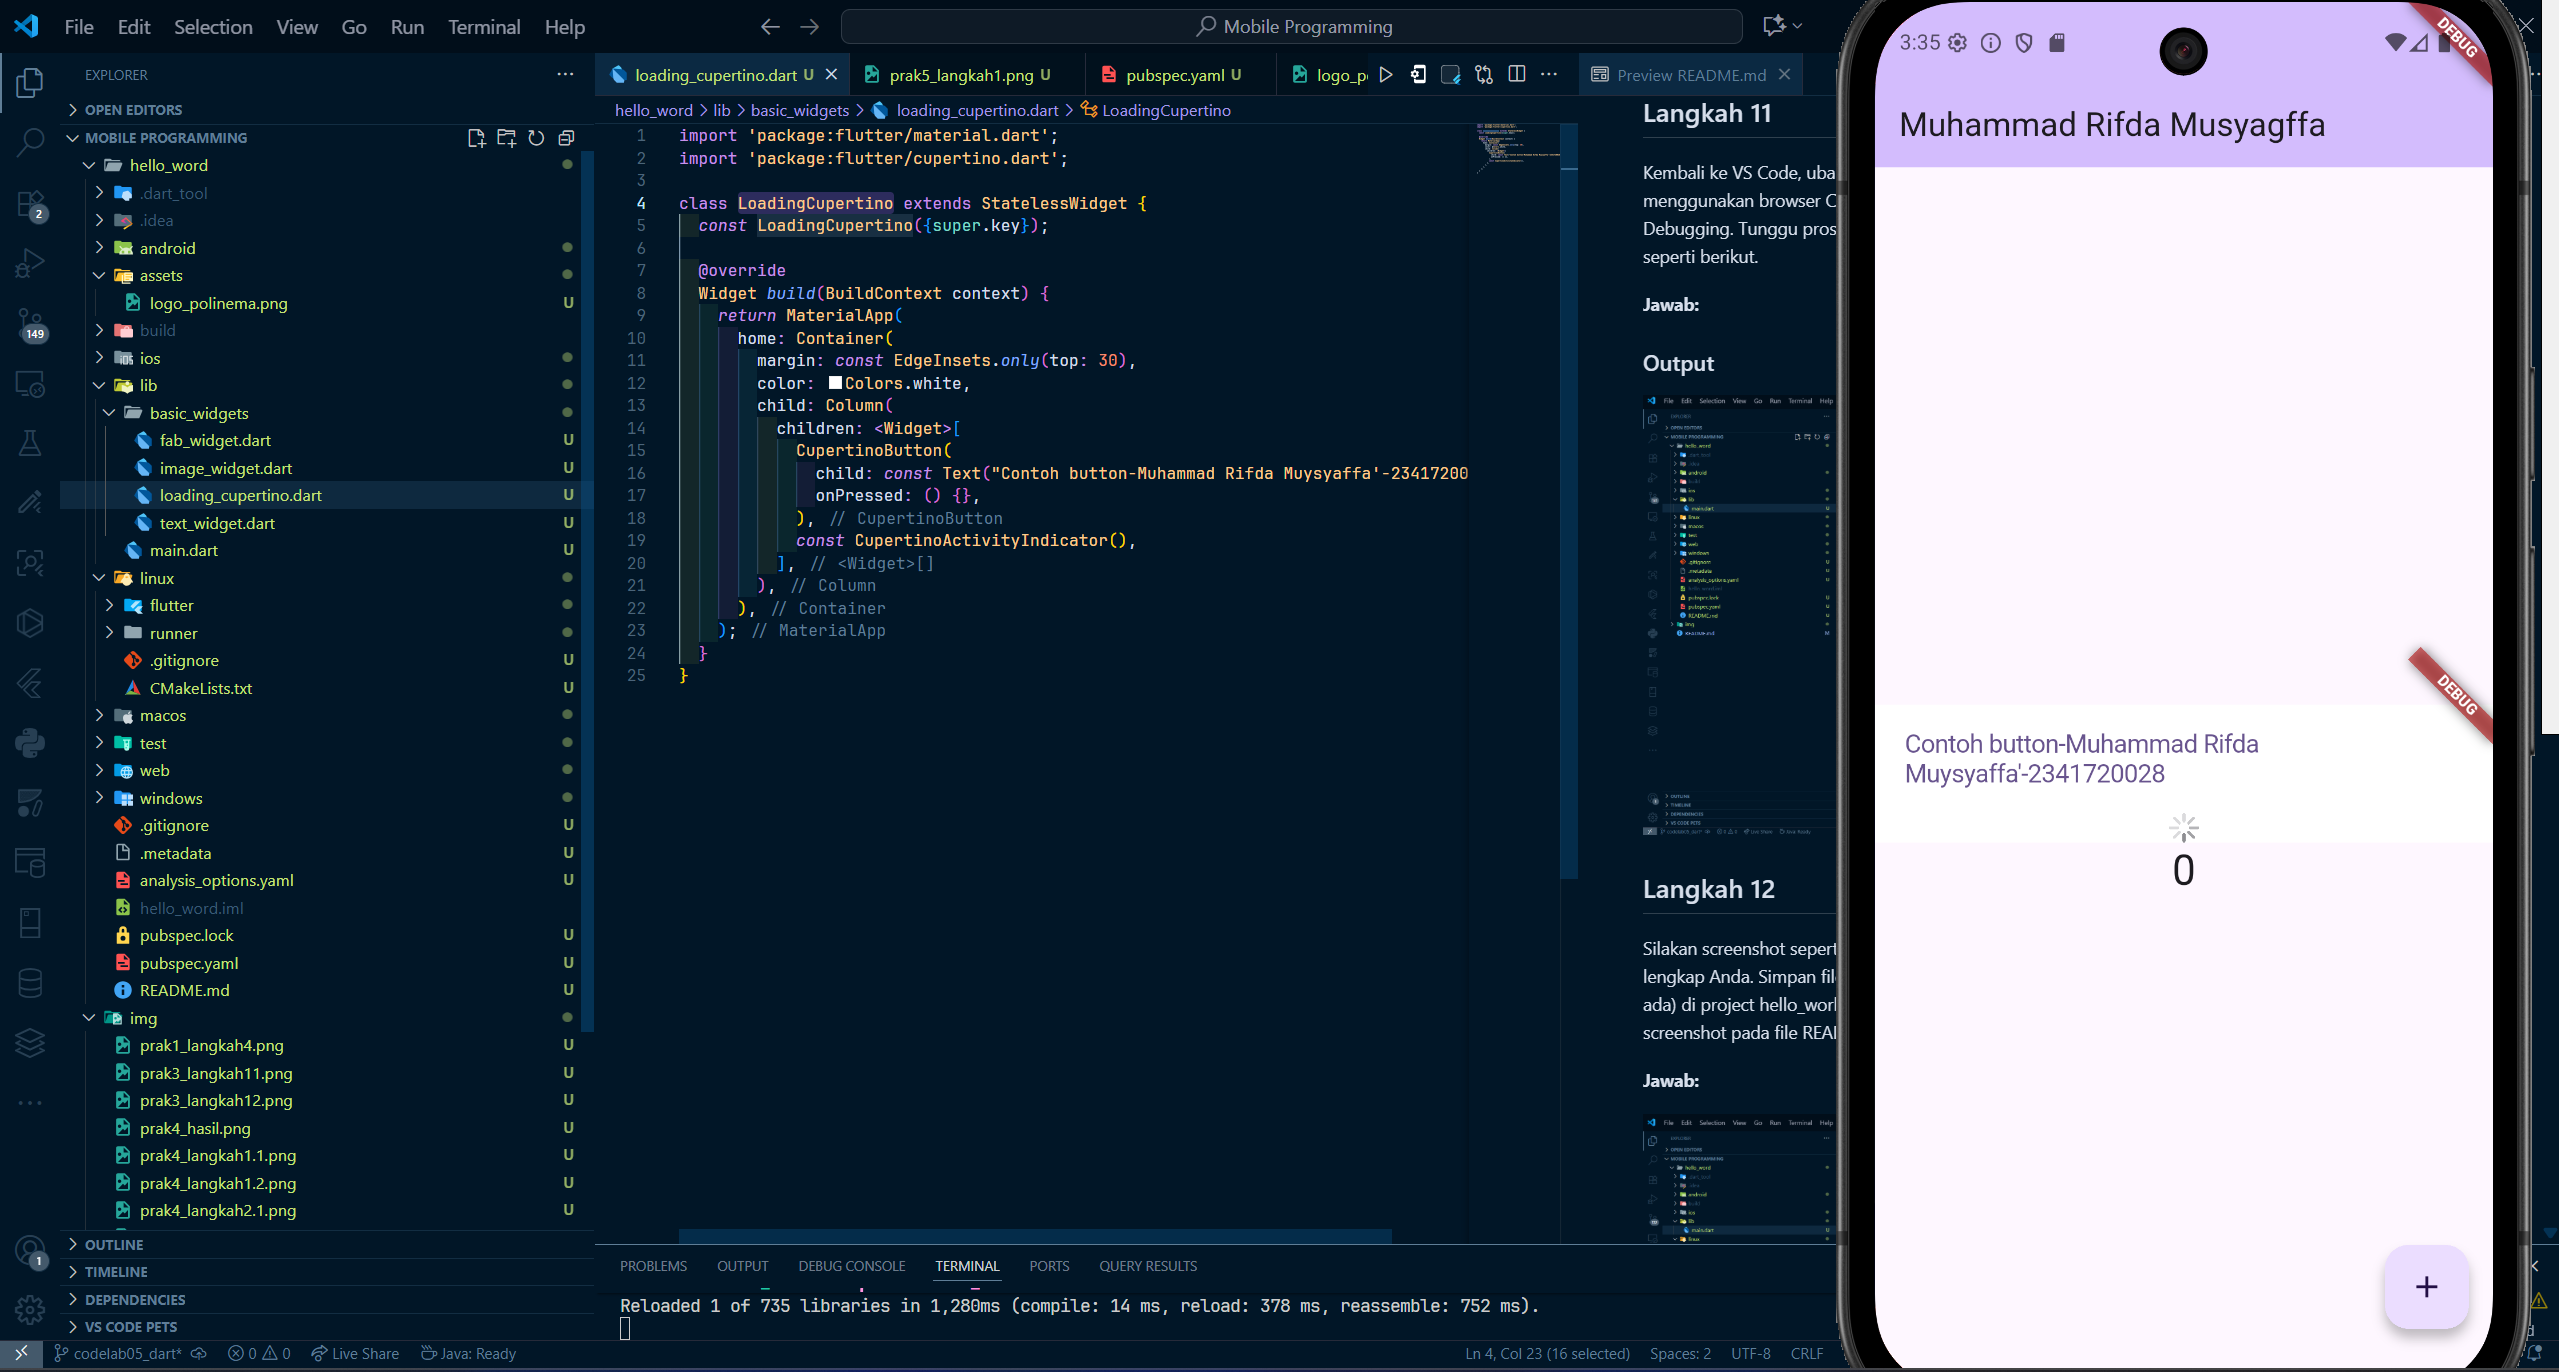 File Edit Selection View Go Run Terminal Help
Mobile Programming
EXPLORER
OPEN EDITORS
MOBILE PROGRAMMING
hello_word
.dart_tool
.idea
android
assets
logo_polinema.png U
build
ios
lib
basic_widgets
fab_widget.dart U
image_widget.dart U
loading_cupertino.dart U
text_widget.dart U
main.dart U
linux
flutter
runner
.gitignore U
CMakeLists.txt U
macos
test
web
windows
.gitignore U
.metadata U
analysis_options.yaml U
hello_word.iml
pubspec.lock U
pubspec.yaml U
README.md U
img
prak1_langkah4.png U
prak3_langkah11.png U
prak3_langkah12.png U
prak4_hasil.png U
prak4_langkah1.1.png U
prak4_langkah1.2.png U
prak4_langkah2.1.png U
OUTLINE
TIMELINE
DEPENDENCIES
VS CODE PETS
2
149
1
loading_cupertino.dart U
prak5_langkah1.png U
pubspec.yaml U
Preview README.md
hello_word > lib > basic_widgets > loading_cupertino.dart > LoadingCupertino
1 import 'package:flutter/material.dart';
2 import 'package:flutter/cupertino.dart';
3
4 class LoadingCupertino extends StatelessWidget {
5 const LoadingCupertino({super.key});
6
7 @override
8 Widget build(BuildContext context) {
9 return MaterialApp(
10 home: Container(
11 margin: const EdgeInsets.only(top: 30),
12 color: Colors.white,
13 child: Column(
14 children: <Widget>[
15 CupertinoButton(
16 child: const Text("Contoh button-Muhammad Rifda Muysyaffa'-23417200
17 onPressed: () {},
18 ), // CupertinoButton
19 const CupertinoActivityIndicator(),
20 ], // <Widget>[]
21 ), // Column
22 ), // Container
23 ); // MaterialApp
24 }
25 }
Langkah 11
Kembali ke VS Code, uba
menggunakan browser C
Debugging. Tunggu pros
seperti berikut.
Jawab:
Output
Langkah 12
Silakan screenshot sepert
lengkap Anda. Simpan file
ada) di project hello_worl
screenshot pada file REA
Jawab:
PROBLEMS OUTPUT DEBUG CONSOLE TERMINAL PORTS QUERY RESULTS
Reloaded 1 of 735 libraries in 1,280ms (compile: 14 ms, reload: 378 ms, reassemble: 752 ms).
codelab05_dart* 0 0 Live Share Java: Ready
Ln 4, Col 23 (16 selected) Spaces: 2 UTF-8 CRLF
3:35
DEBUG
Muhammad Rifda Musyagffa
DEBUG
Contoh button-Muhammad Rifda
Muysyaffa'-2341720028
0
+